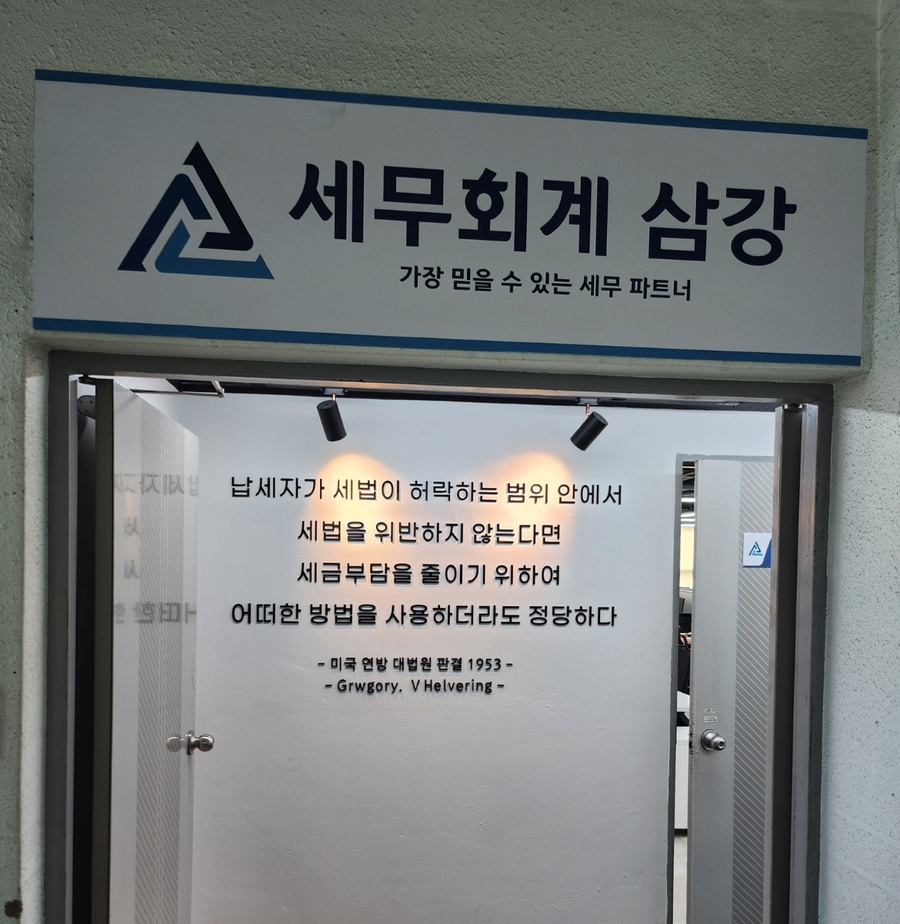 세무회계 삼강
가장 믿을 수 있는 세무 파트너
납세자가 세법이 허락하는 범위 안에서
세법을 위반하지 않는다면
세금부담을 줄이기 위하여
어떠한 방법을 사용하더라도 정당하다
- 미국 연방 대법원 판결 1953 -
- Grwgory. V Helvering -